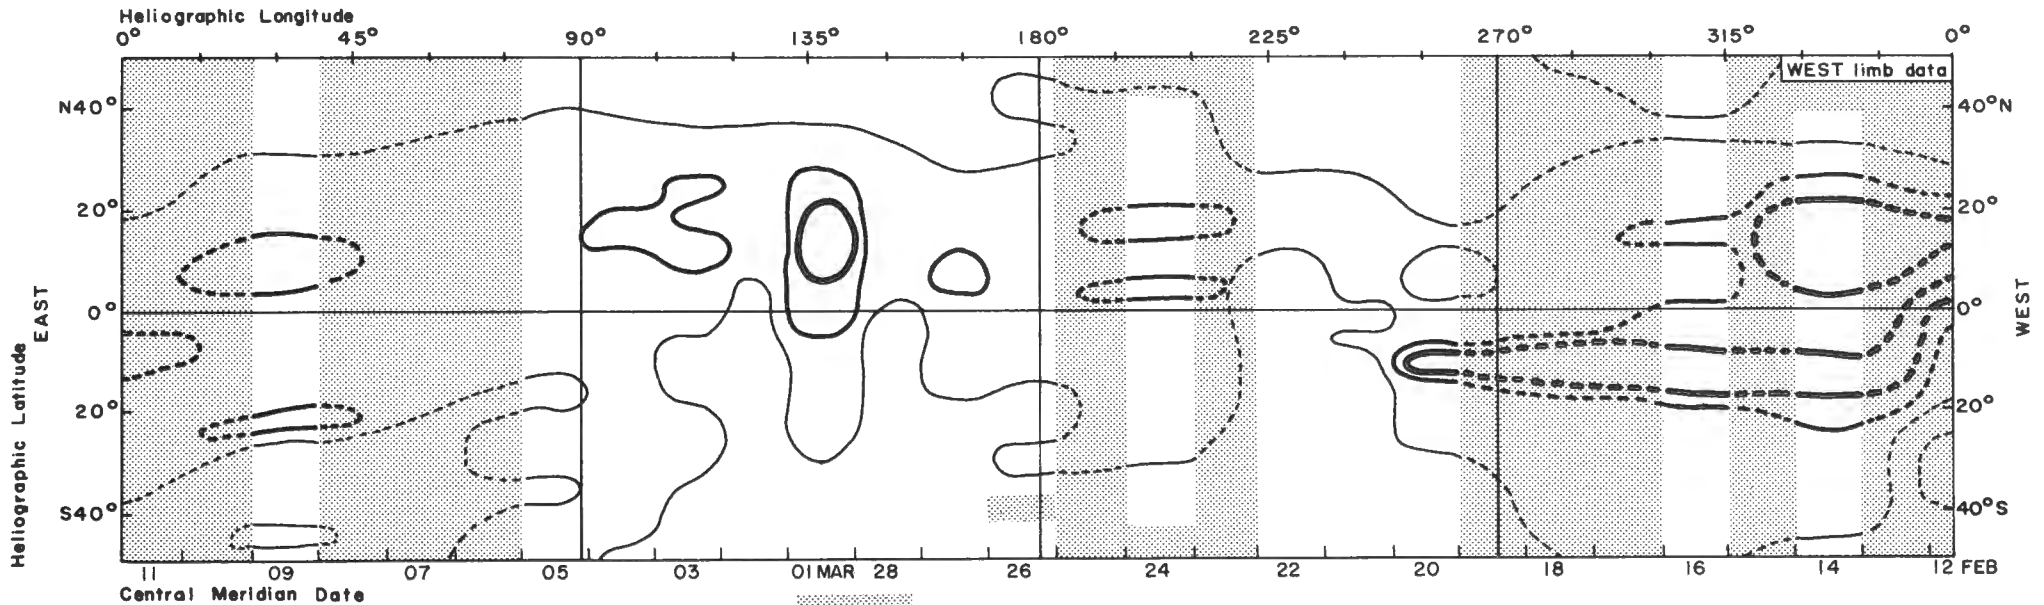 Heliographic Longitude
0° 45° 90° 135° 180° 225° 270° 315° 0°
WEST limb data
N40° 40°N
20° 20°
0° 0°
20° 20°
S40° 40°S
EAST
WEST
Heliographic Latitude
11 09 07 05 03 01 MAR 28 26 24 22 20 18 16 14 12 FEB
Central Meridian Date